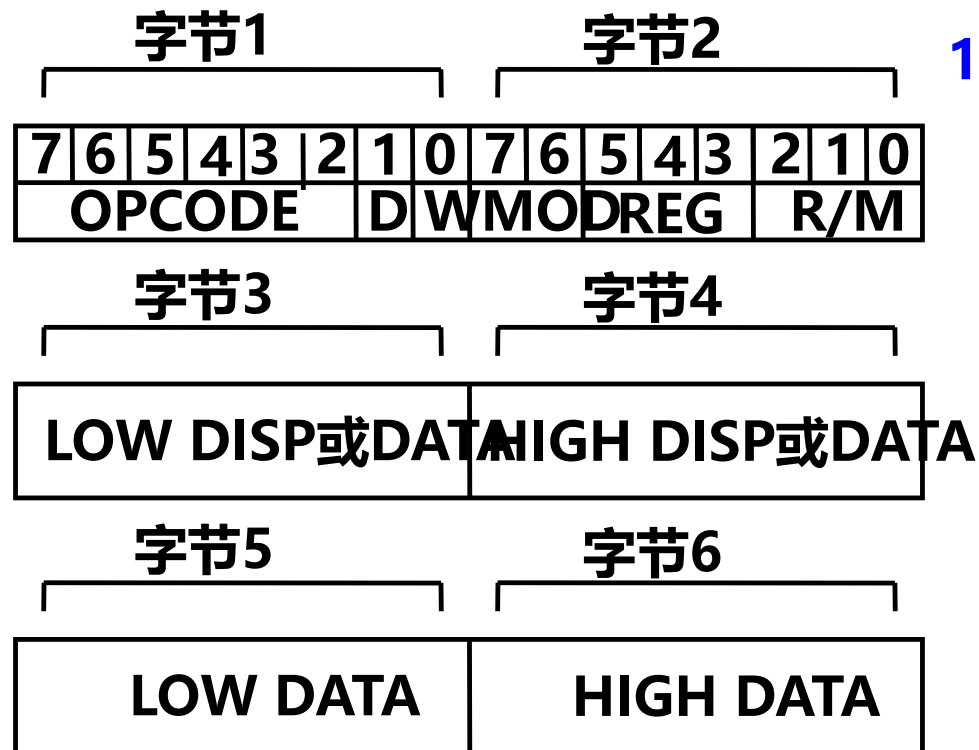 字节1 字节2 1
7 6 5 4 3 2 1 0 7 6 5 4 3 2 1 0
OPCODE D W MOD REG R/M
字节3 字节4
LOW DISP或DATA HIGH DISP或DATA
字节5 字节6
LOW DATA HIGH DATA